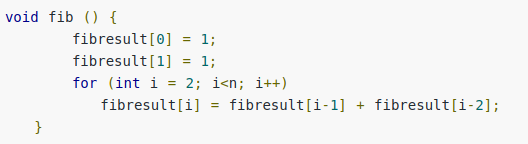 void fib () {
        fibresult[0] = 1;
        fibresult[1] = 1;
        for (int i = 2; i<n; i++)
            fibresult[i] = fibresult[i-1] + fibresult[i-2];
    }